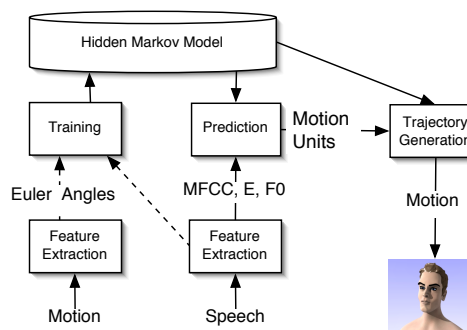 Hidden Markov Model
Training
Prediction
Motion
Units
Trajectory
Generation
Euler Angles
MFCC, E, F0
Motion
Feature
Extraction
Feature
Extraction
Motion
Speech